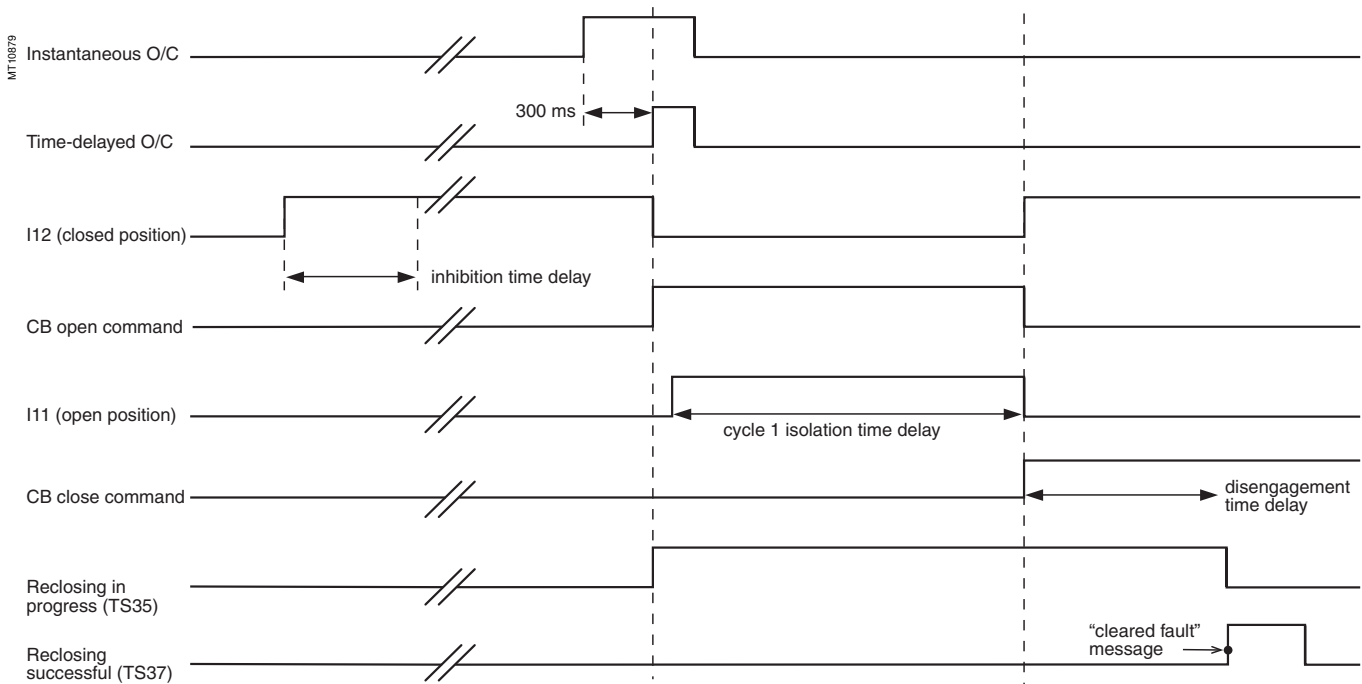 MT10879
Instantaneous O/C
300 ms
Time-delayed O/C
I12 (closed position)
inhibition time delay
CB open command
I11 (open position)
cycle 1 isolation time delay
CB close command
disengagement
time delay
Reclosing in
progress (TS35)
“cleared fault”
message
Reclosing
successful (TS37)